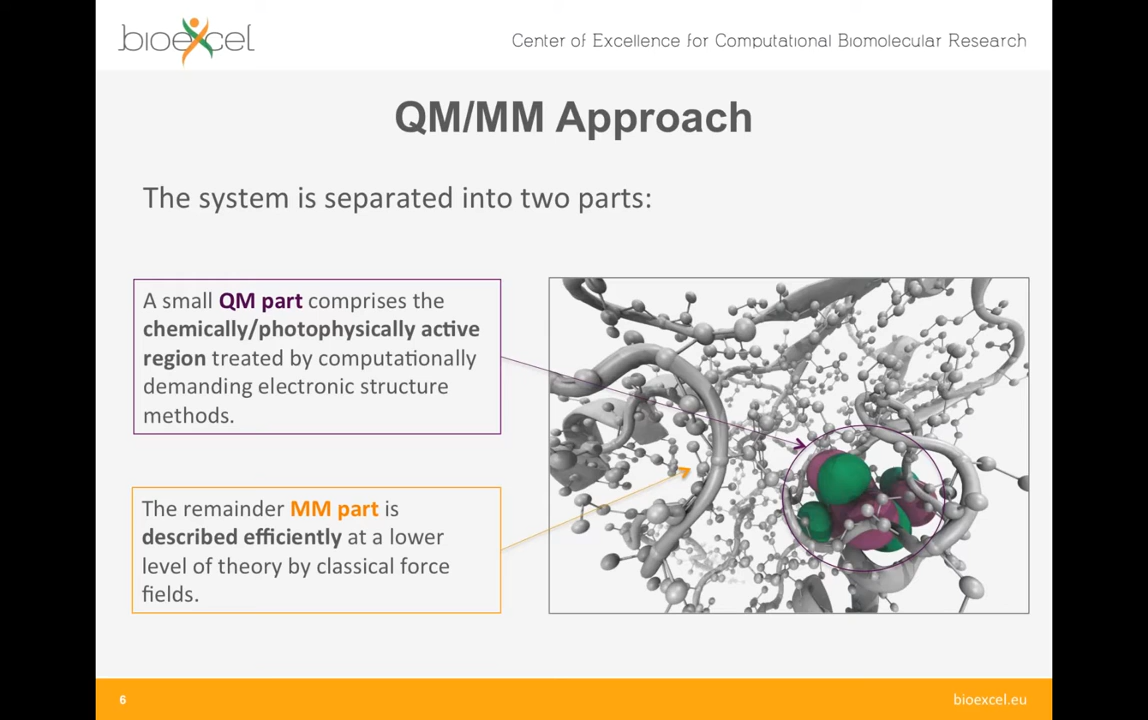 bioexcel
Center of Excellence for Computational Biomolecular Research
QM/MM Approach
The system is separated into two parts:
A small QM part comprises the
chemically/photophysically active
region treated by computationally
demanding electronic structure
methods.
The remainder MM part is
described efficiently at a lower
level of theory by classical force
fields.
6
bioexcel.eu